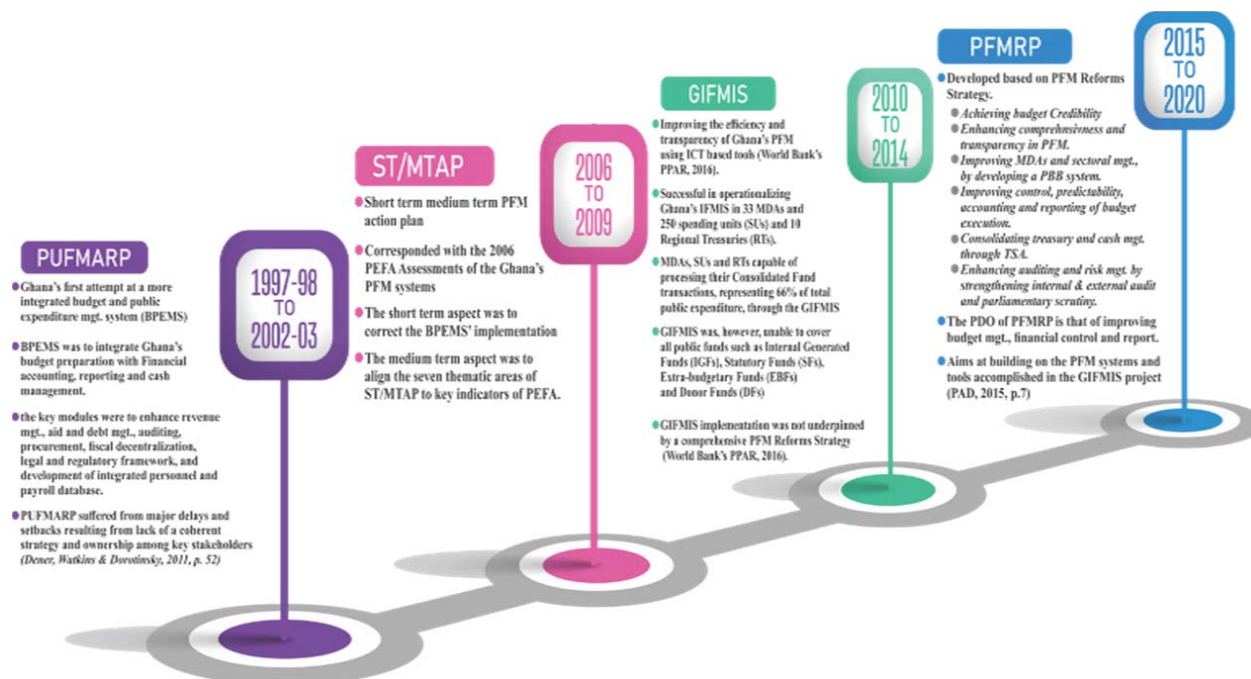 PUFMARP
Ghana's first attempt at a more
integrated budget and public
expenditure mgt. system (BPEMS)
BPEMS was to integrate Ghana's
budget preparation with Financial
accounting, reporting and cash
management.
the key modules were to enhance revenue
mgt., aid and debt mgt., auditing,
procurement, fiscal decentralization,
legal and regulatory framework, and
development of integrated personnel and
payroll database.
PUFMARP suffered from major delays and
setbacks resulting from lack of a coherent
strategy and ownership among key stakeholders
(Dener, Watkins & Dorotinsky, 2011, p. 52)
1997-98
TO
2002-03
ST/MTAP
Short term medium term PFM
action plan
Corresponded with the 2006
PEFA Assessments of the Ghana's
PFM systems
The short term aspect was to
correct the BPEMS' implementation
The medium term aspect was to
align the seven thematic areas of
ST/MTAP to key indicators of PEFA.
2006
TO
2009
GIFMIS
Improving the efficiency and
transparency of Ghana's PFM
using ICT based tools (World Bank's
PPAR, 2016).
Successful in operationalizing
Ghana's IFMIS in 33 MDAs and
250 spending units (SUs) and 10
Regional Treasuries (RTs).
MDAs, SUs and RTs capable of
processing their Consolidated Fund
transactions, representing 66% of total
public expenditure, through the GIFMIS
GIFMIS was, however, unable to cover
all public funds such as Internal Generated
Funds (IGFs), Statutory Funds (SFs),
Extra-budgetary Funds (EBFs)
and Donor Funds (DFs)
GIFMIS implementation was not underpinned
by a comprehensive PFM Reforms Strategy
(World Bank's PPAR, 2016).
2010
TO
2014
PFMRP
Developed based on PFM Reforms
Strategy.
Achieving budget Credibility
Enhancing comprehnsivness and
transparency in PFM.
Improving MDAs and sectoral mgt.,
by developing a PBB system.
Improving control, predictability,
accounting and reporting of budget
execution.
Consolidating treasury and cash mgt.
through TSA.
Enhancing auditing and risk mgt. by
strengthening internal & external audit
and parliamentary scrutiny.
The PDO of PFMRP is that of improving
budget mgt., financial control and report.
Aims at building on the PFM systems and
tools accomplished in the GIFMIS project
(PAD, 2015, p.7)
2015
TO
2020